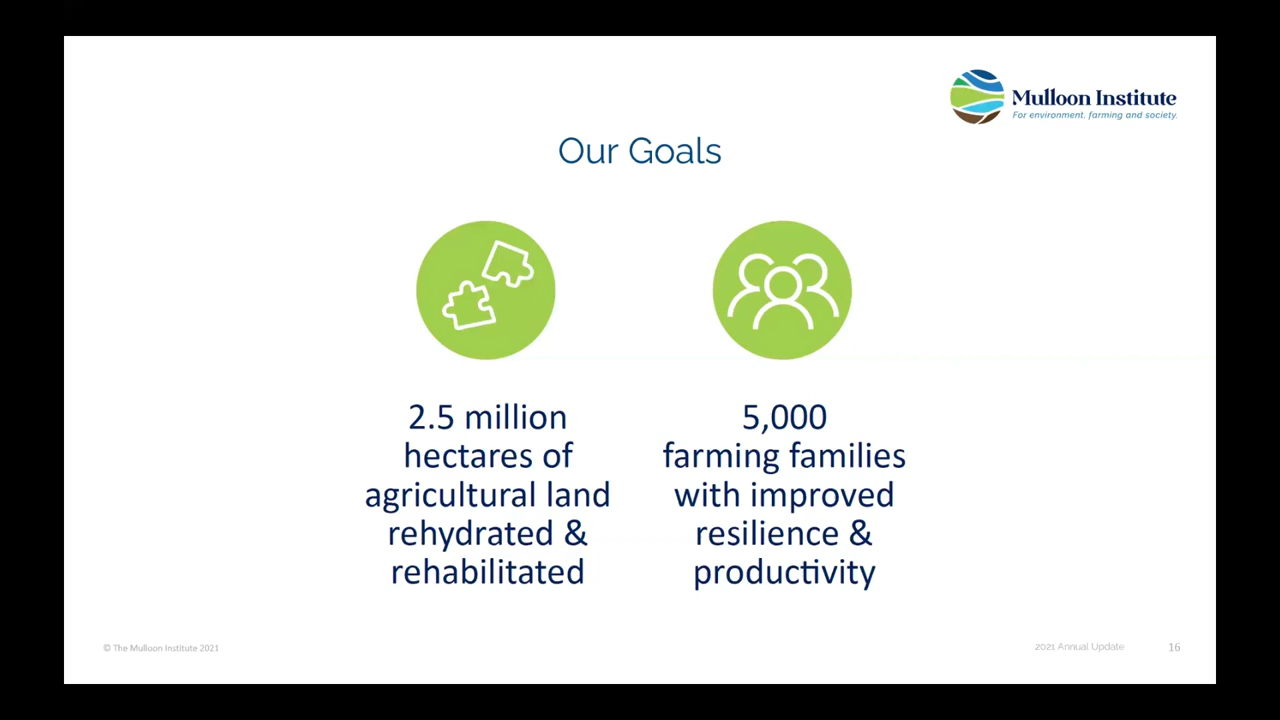 Mulloon Institute
For environment, farming and society.
Our Goals
2.5 million
hectares of
agricultural land
rehydrated &
rehabilitated
5,000
farming families
with improved
resilience &
productivity
© The Mulloon Institute 2021
2021 Annual Update
16